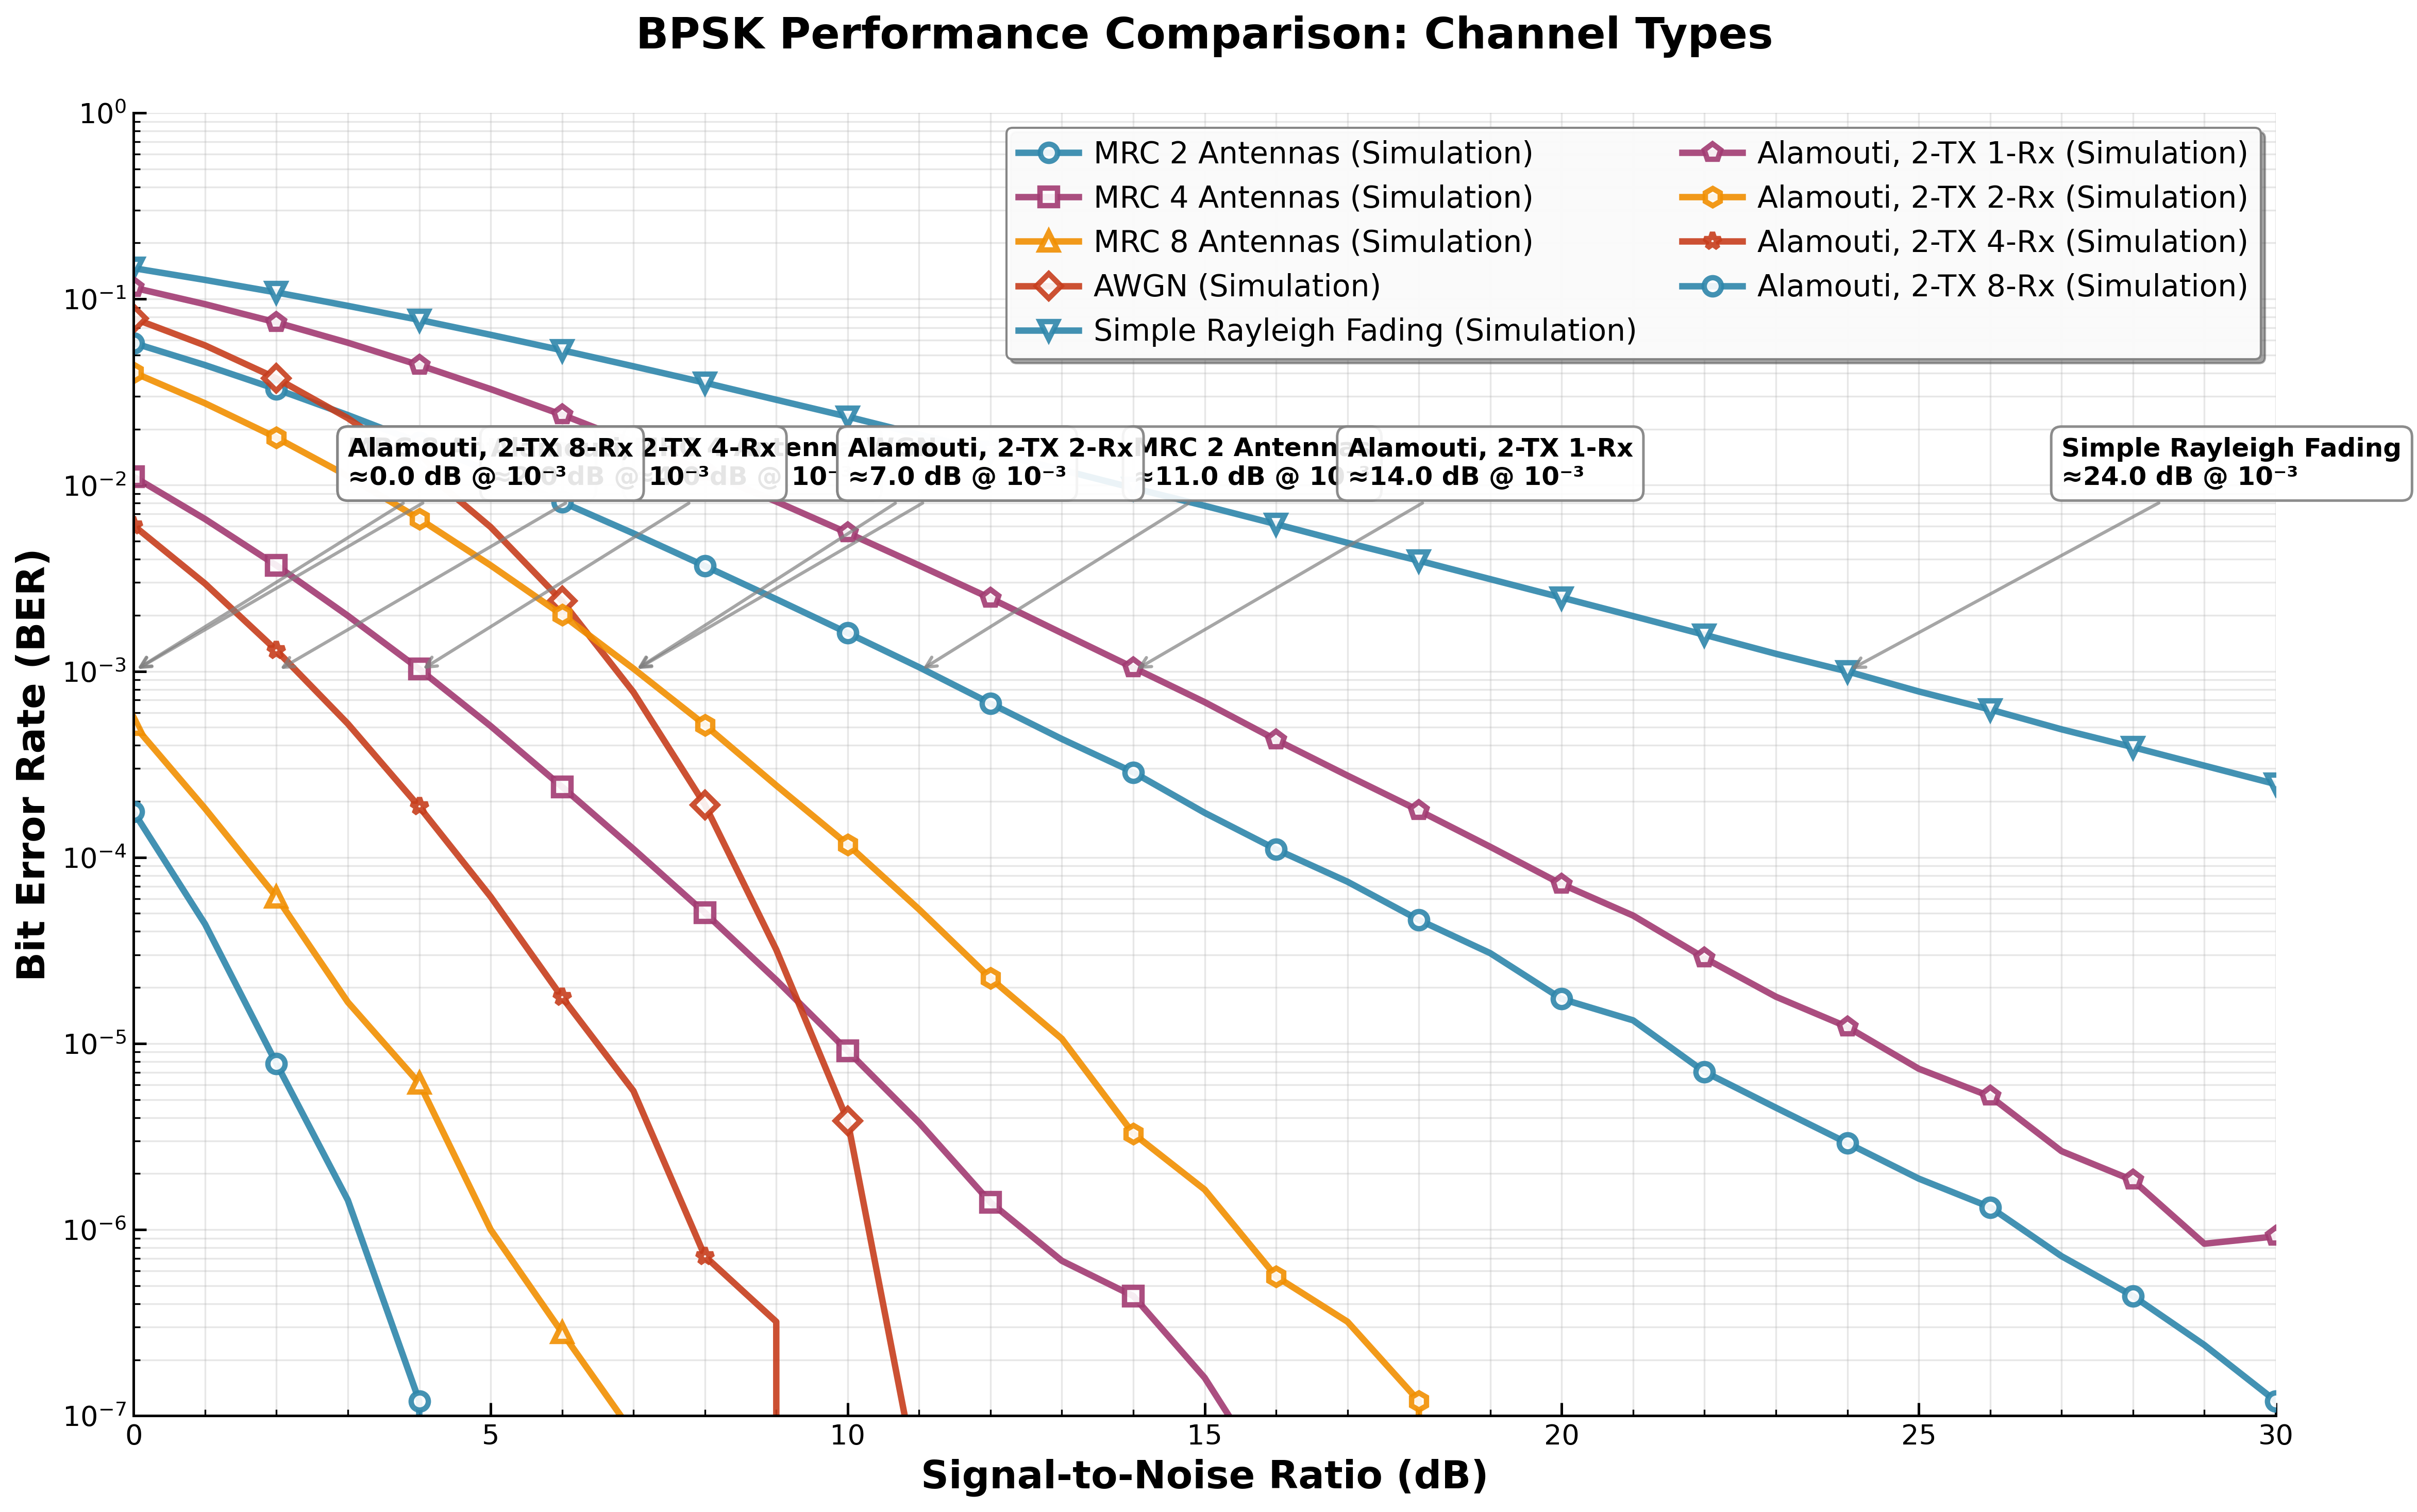 BPSK Performance Comparison: Channel Types
MRC 2 Antennas (Simulation)
MRC 4 Antennas (Simulation)
MRC 8 Antennas (Simulation)
AWGN (Simulation)
Simple Rayleigh Fading (Simulation)
Alamouti, 2-TX 1-Rx (Simulation)
Alamouti, 2-TX 2-Rx (Simulation)
Alamouti, 2-TX 4-Rx (Simulation)
Alamouti, 2-TX 8-Rx (Simulation)
Alamouti, 2-TX 8-Rx
≈0.0 dB @ 10⁻³
2-TX 4-Rx
10⁻³
Alamouti, 2-TX 2-Rx
≈7.0 dB @ 10⁻³
MRC 2 Antennas
≈11.0 dB @ 10⁻³
Alamouti, 2-TX 1-Rx
≈14.0 dB @ 10⁻³
Simple Rayleigh Fading
≈24.0 dB @ 10⁻³
Bit Error Rate (BER)
10⁰
10⁻¹
10⁻²
10⁻³
10⁻⁴
10⁻⁵
10⁻⁶
10⁻⁷
0 5 10 15 20 25 30
Signal-to-Noise Ratio (dB)